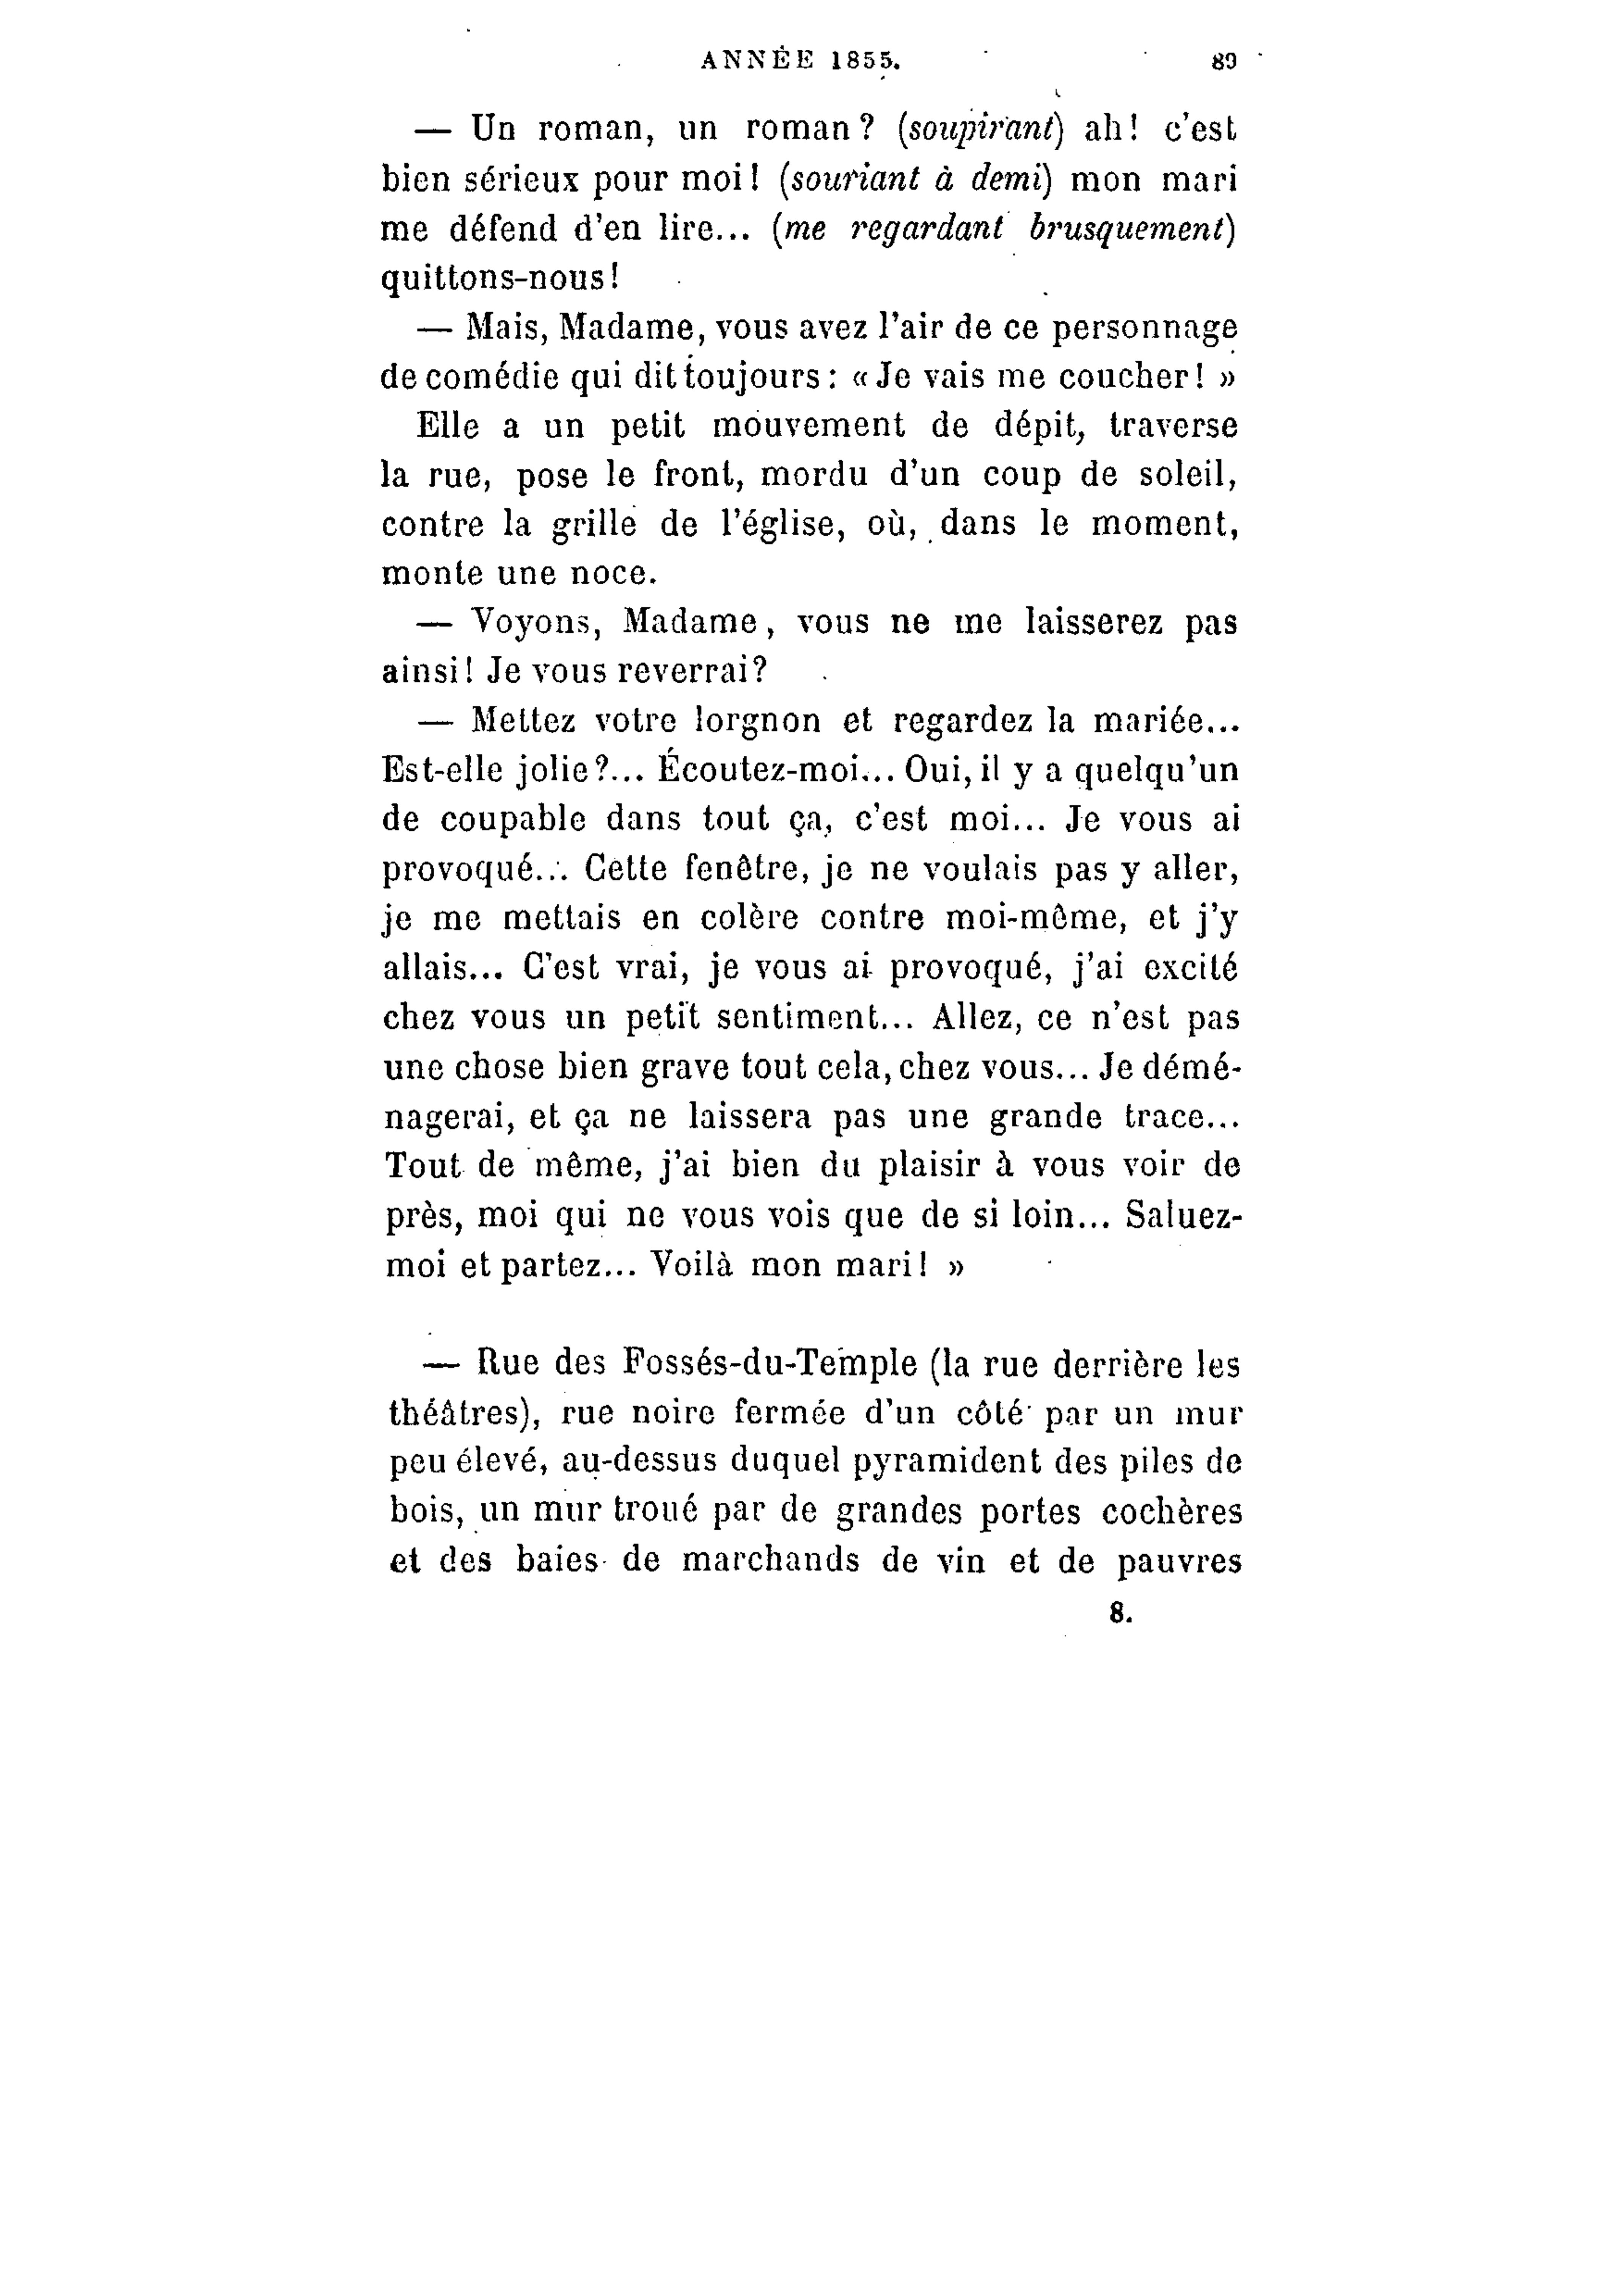 ANNÉE 1855. 89
— Un roman, un roman? (soupirant) ah! c'est
bien sérieux pour moi! (souriant à demi) mon mari
me défend d'en lire... (me regardant brusquement)
quittons-nous!
— Mais, Madame, vous avez l'air de ce personnage
de comédie qui dit toujours: « Je vais me coucher! »
Elle a un petit mouvement de dépit, traverse
la rue, pose le front, mordu d'un coup de soleil,
contre la grille de l'église, où, dans le moment,
monte une noce.
— Voyons, Madame, vous ne me laisserez pas
ainsi! Je vous reverrai?
— Mettez votre lorgnon et regardez la mariée...
Est-elle jolie?... Écoutez-moi... Oui, il y a quelqu'un
de coupable dans tout ça, c'est moi... Je vous ai
provoqué... Cette fenêtre, je ne voulais pas y aller,
je me mettais en colère contre moi-même, et j'y
allais... C'est vrai, je vous ai provoqué, j'ai excité
chez vous un petit sentiment... Allez, ce n'est pas
une chose bien grave tout cela, chez vous... Je démé-
nagerai, et ça ne laissera pas une grande trace...
Tout de même, j'ai bien du plaisir à vous voir de
près, moi qui ne vous vois que de si loin... Saluez-
moi et partez... Voilà mon mari! »
— Rue des Fossés-du-Temple (la rue derrière les
théâtres), rue noire fermée d'un côté par un mur
peu élevé, au-dessus duquel pyramident des piles de
bois, un mur troué par de grandes portes cochères
et des baies de marchands de vin et de pauvres
8.